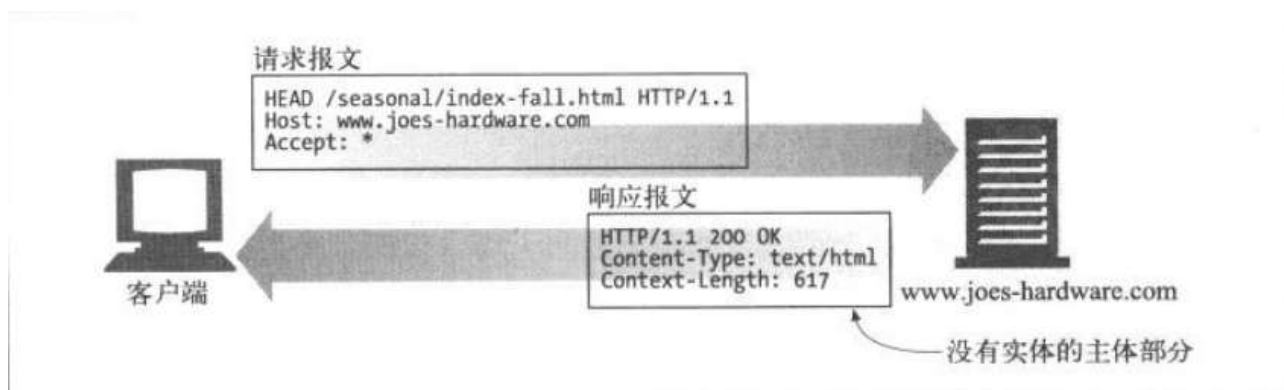 请求报文
HEAD /seasonal/index-fall.html HTTP/1.1
Host: www.joes-hardware.com
Accept: *
响应报文
HTTP/1.1 200 OK
Content-Type: text/html
Context-Length: 617
客户端
www.joes-hardware.com
没有实体的主体部分